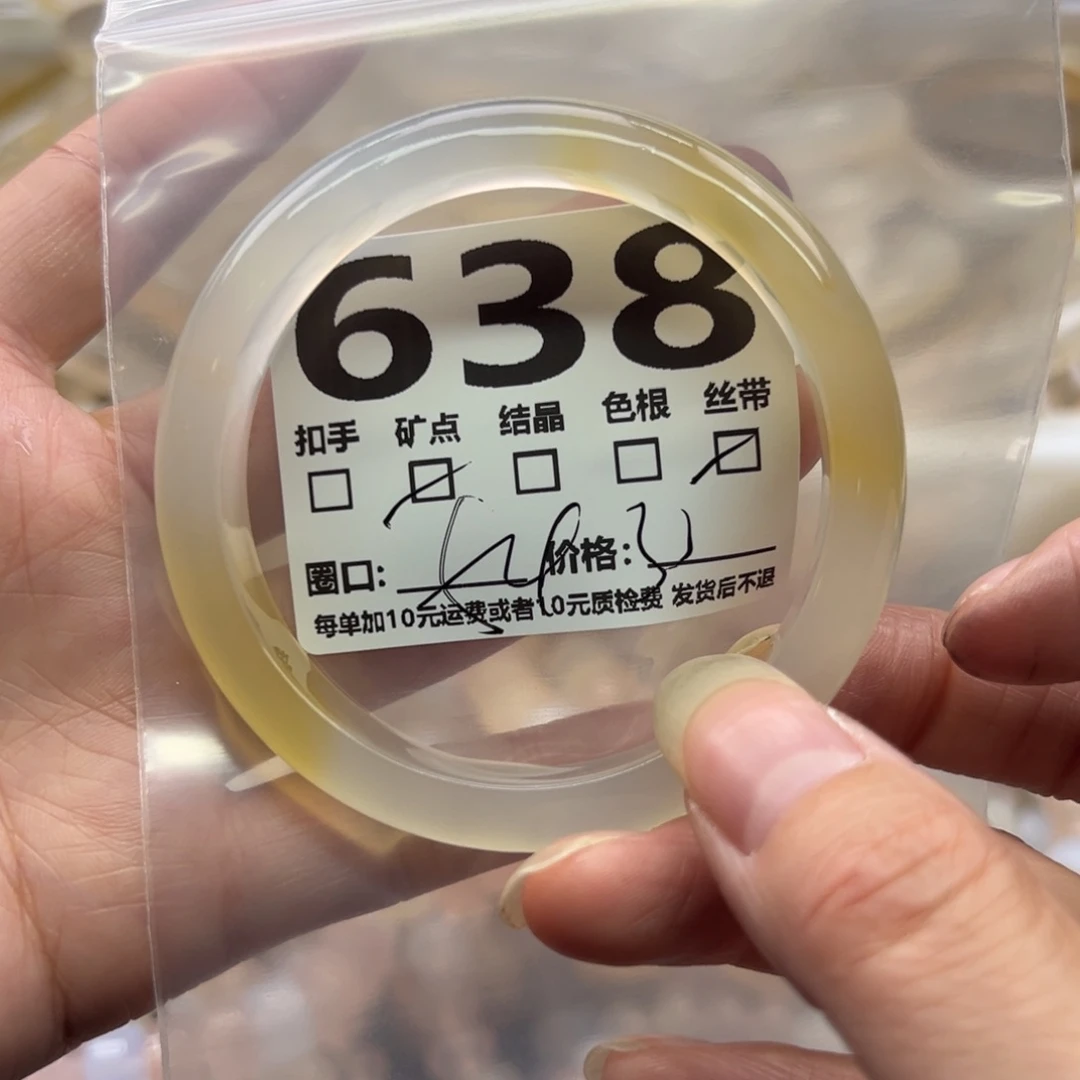 638
扣手 矿点 结晶 色根 丝带
圈口: 价格:
每单加10元运费或者10元质检费 发货后不退